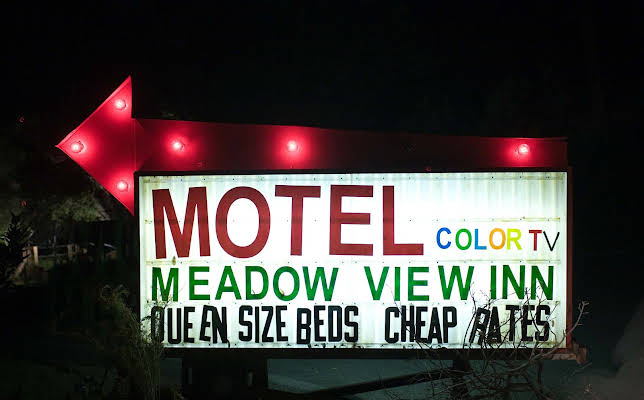 MOTEL COLOR TV
MEADOW VIEW INN
QUEEN SIZE BEDS CHEAP RATES